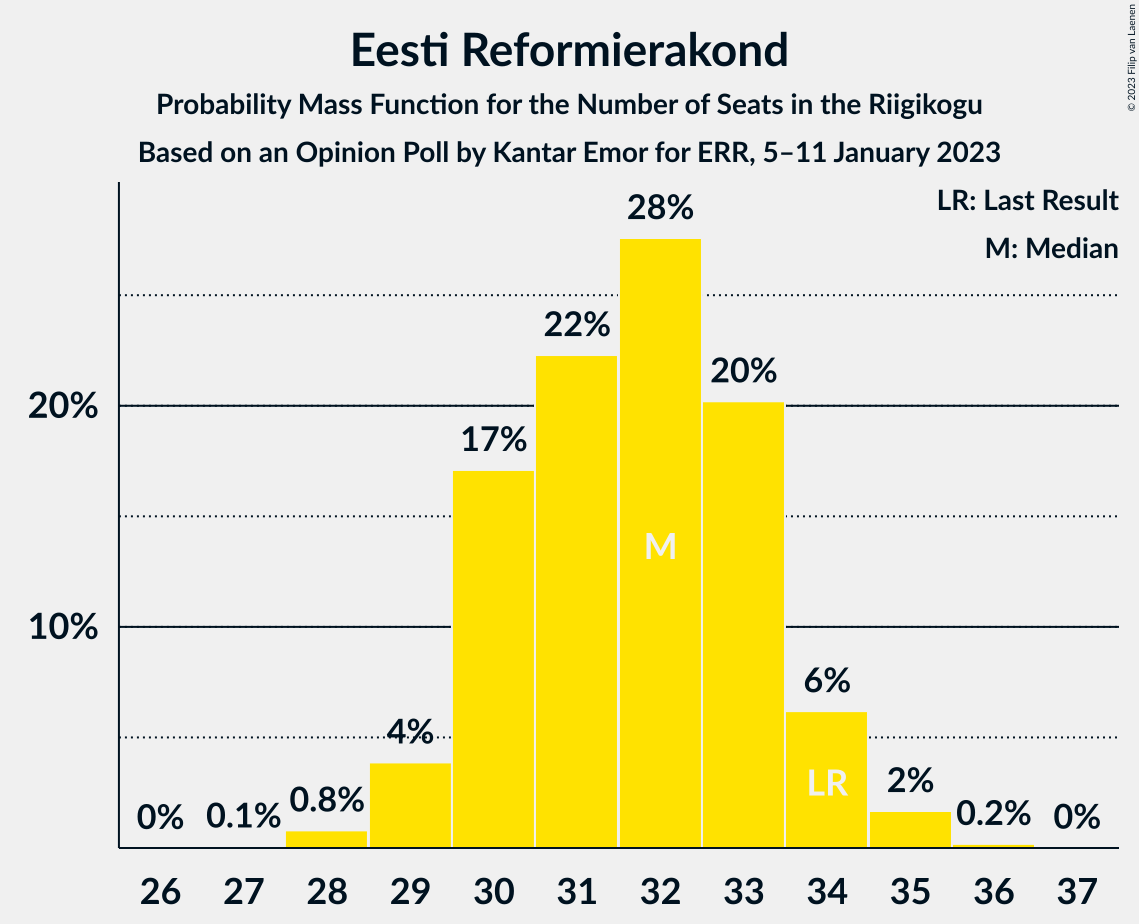 Eesti Reformierakond
Probability Mass Function for the Number of Seats in the Riigikogu
Based on an Opinion Poll by Kantar Emor for ERR, 5–11 January 2023
© 2023 Filip van Laenen
LR: Last Result
M: Median
28%
22%
20%
20%
17%
M
10%
6%
4%
LR
2%
0%
0.1%
0.8%
0.2%
0%
26 27 28 29 30 31 32 33 34 35 36 37